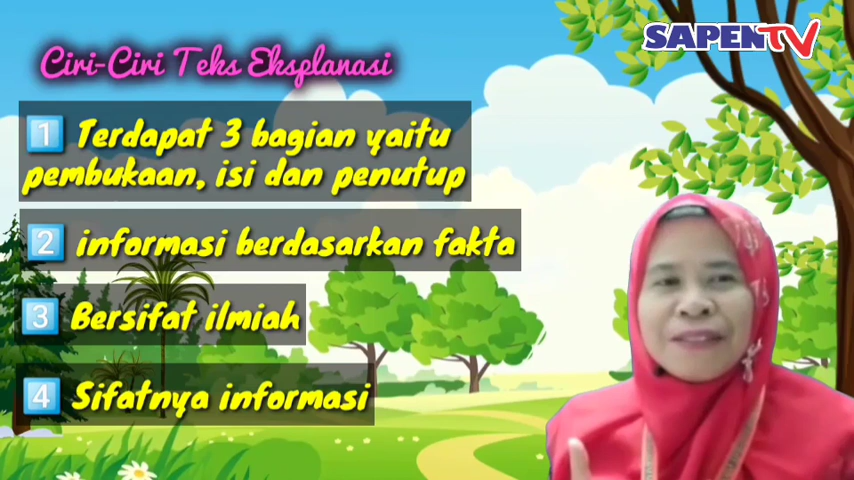 SAPENTV
Ciri-Ciri Teks Eksplanasi
1 Terdapat 3 bagian yaitu
pembukaan, isi dan penutup
2 informasi berdasarkan fakta
3 Bersifat ilmiah
4 Sifatnya informasi